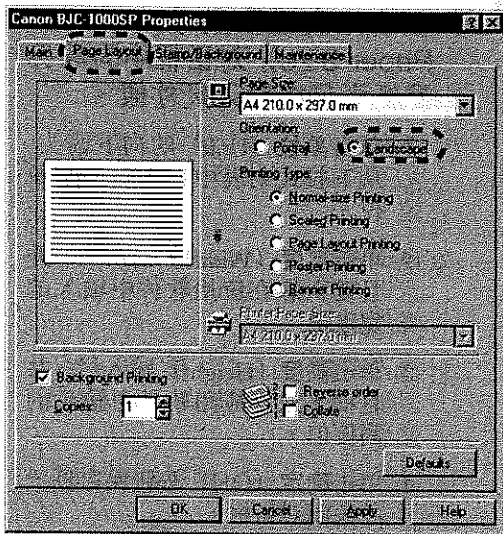 Canon BJC-1000SP Properties
Main Page Layout Stamp/Background Maintenance
Page Size
A4 210.0 x 297.0 mm
Orientation
Portrait Landscape
Printing Type
Normal-size Printing
Scaled Printing
Page Layout Printing
Poster Printing
Banner Printing
Printer Paper Size
A4 210.0 x 297.0 mm
Background Printing
Copies: 1
Reverse order
Collate
Defaults
OK Cancel Apply Help